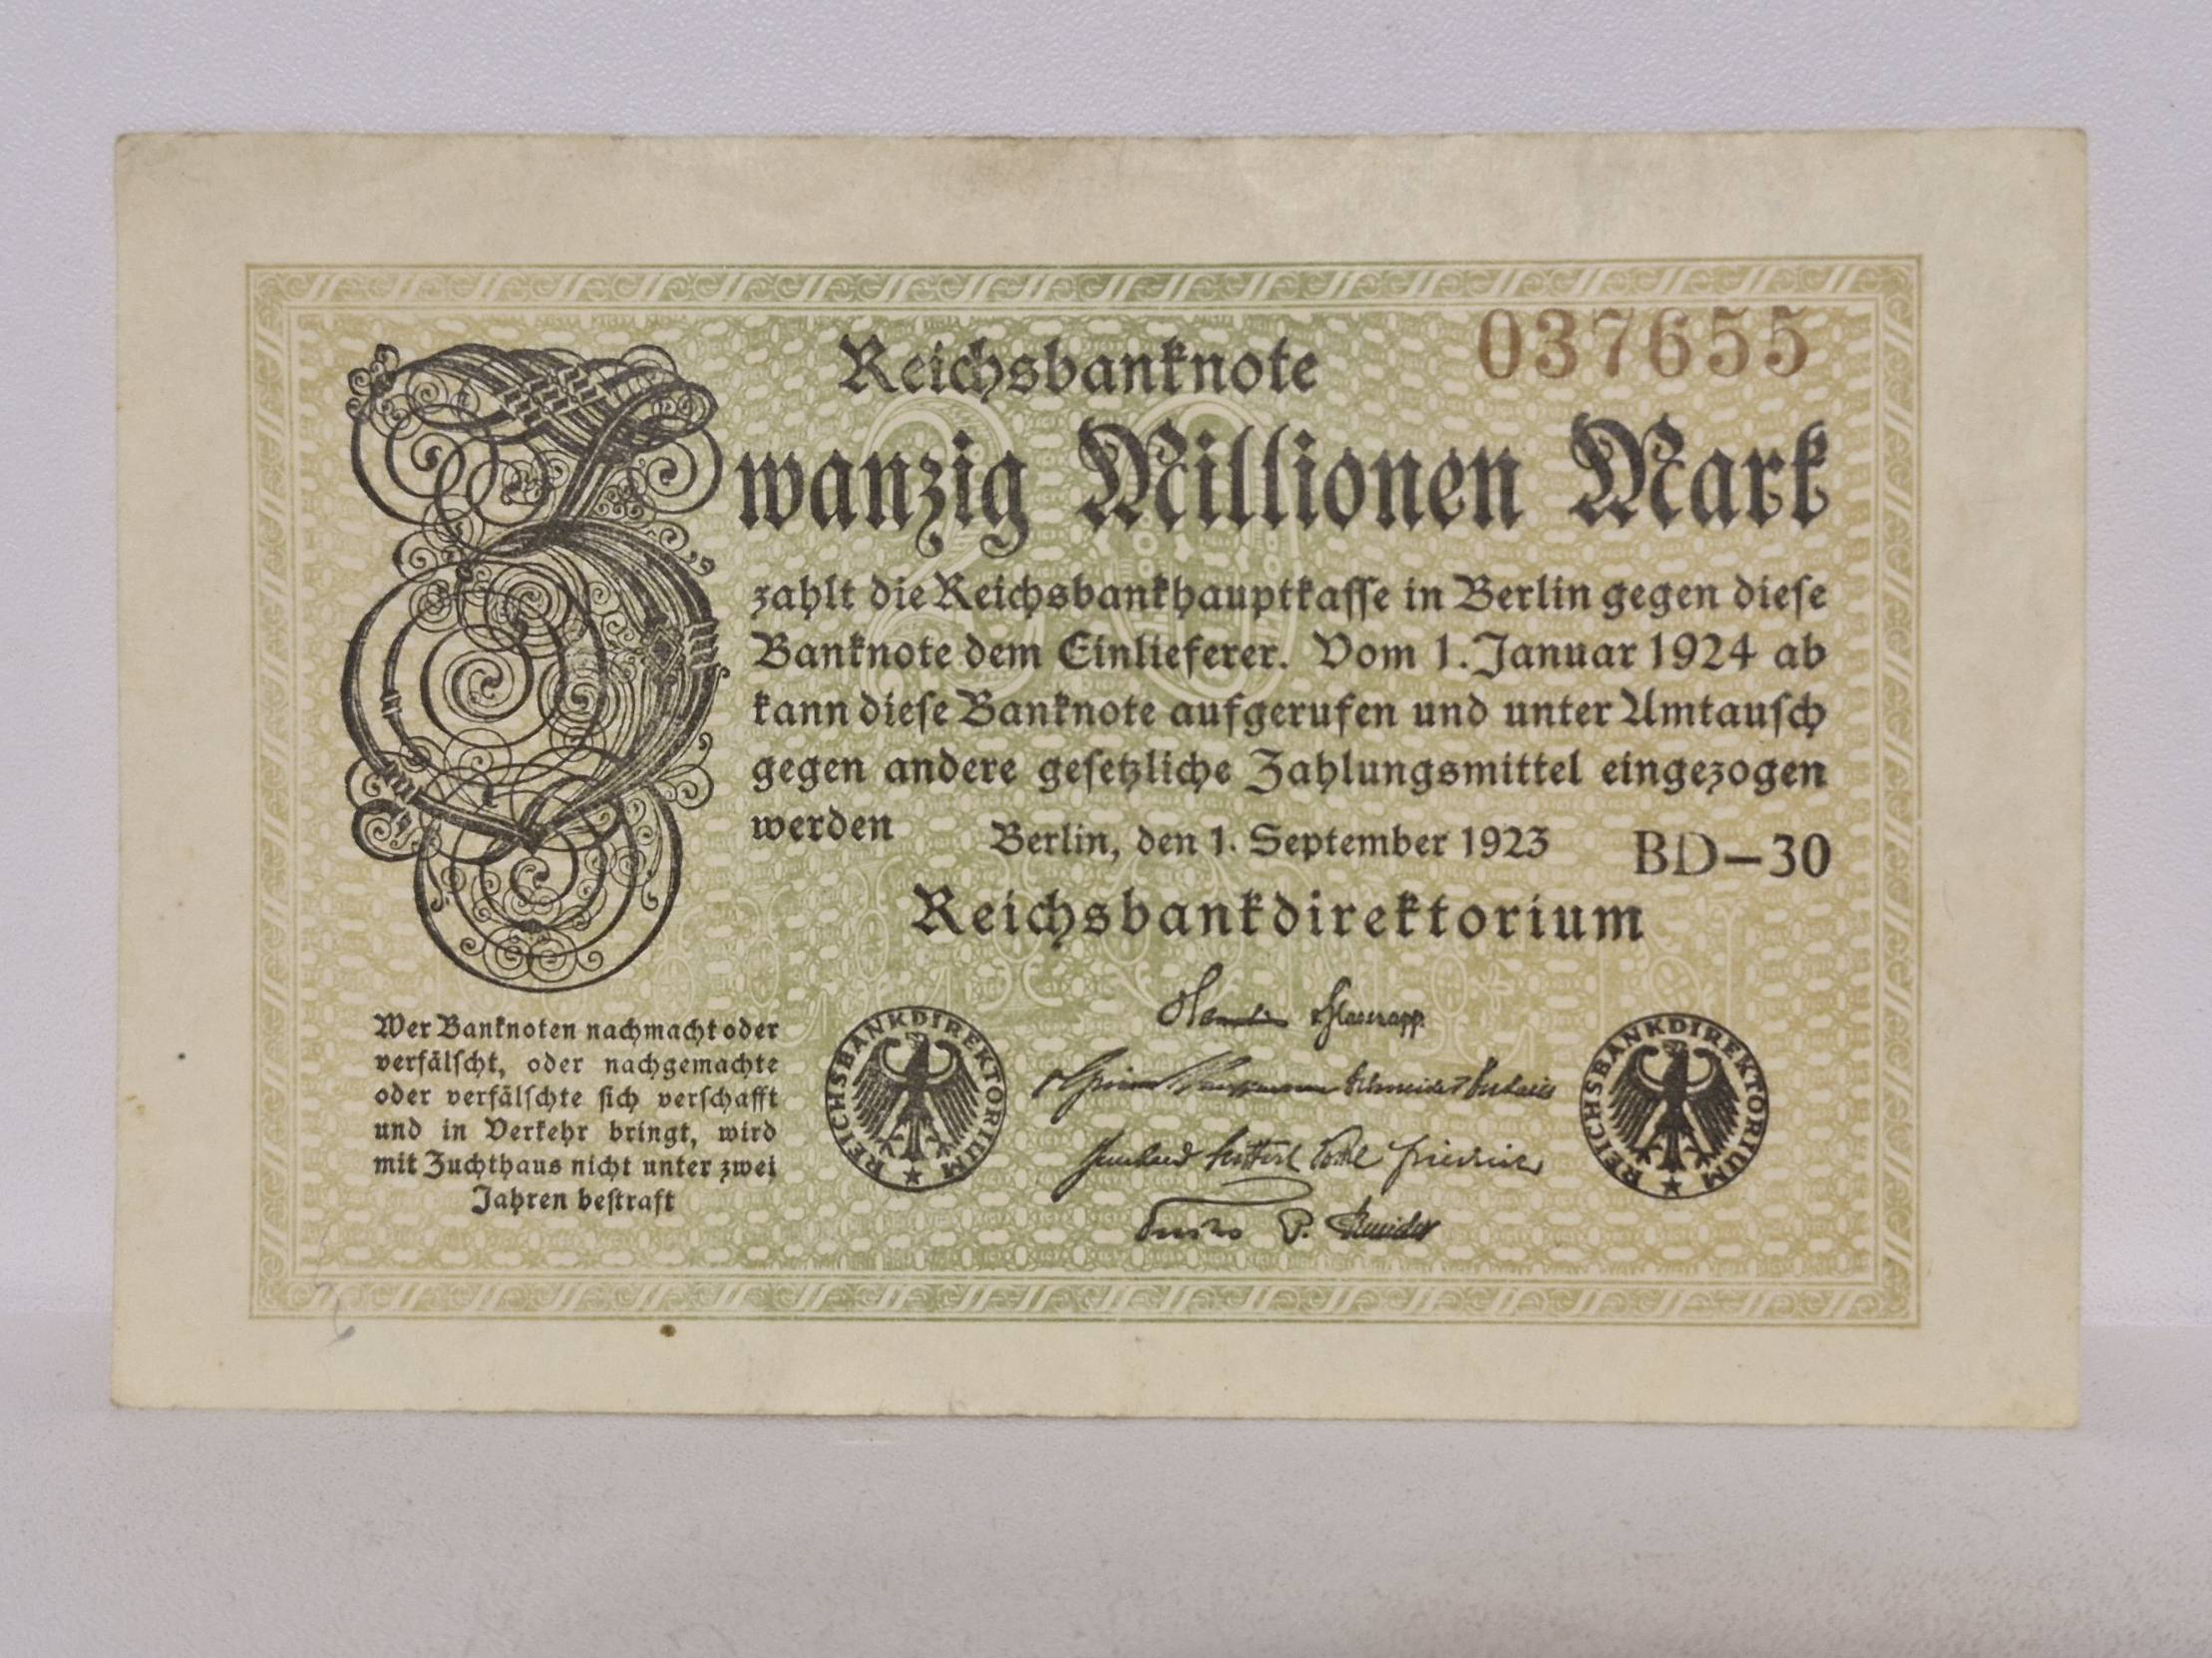 Reichsbanknote
037655
Zwanzig Millionen Mark
zahlt die Reichsbankhauptkasse in Berlin gegen diese
Banknote dem Einlieferer. Vom 1. Januar 1924 ab
kann diese Banknote aufgerufen und unter Umtausch
gegen andere gesetzliche Zahlungsmittel eingezogen
werden
Berlin, den 1. September 1923
BD-30
Reichsbankdirektorium
Wer Banknoten nachmacht oder
verfälscht, oder nachgemachte
oder verfälschte sich verschafft
und in Verkehr bringt, wird
mit Zuchthaus nicht unter zwei
Jahren bestraft
REICHSBANKDIREKTORIUM
REICHSBANKDIREKTORIUM
20